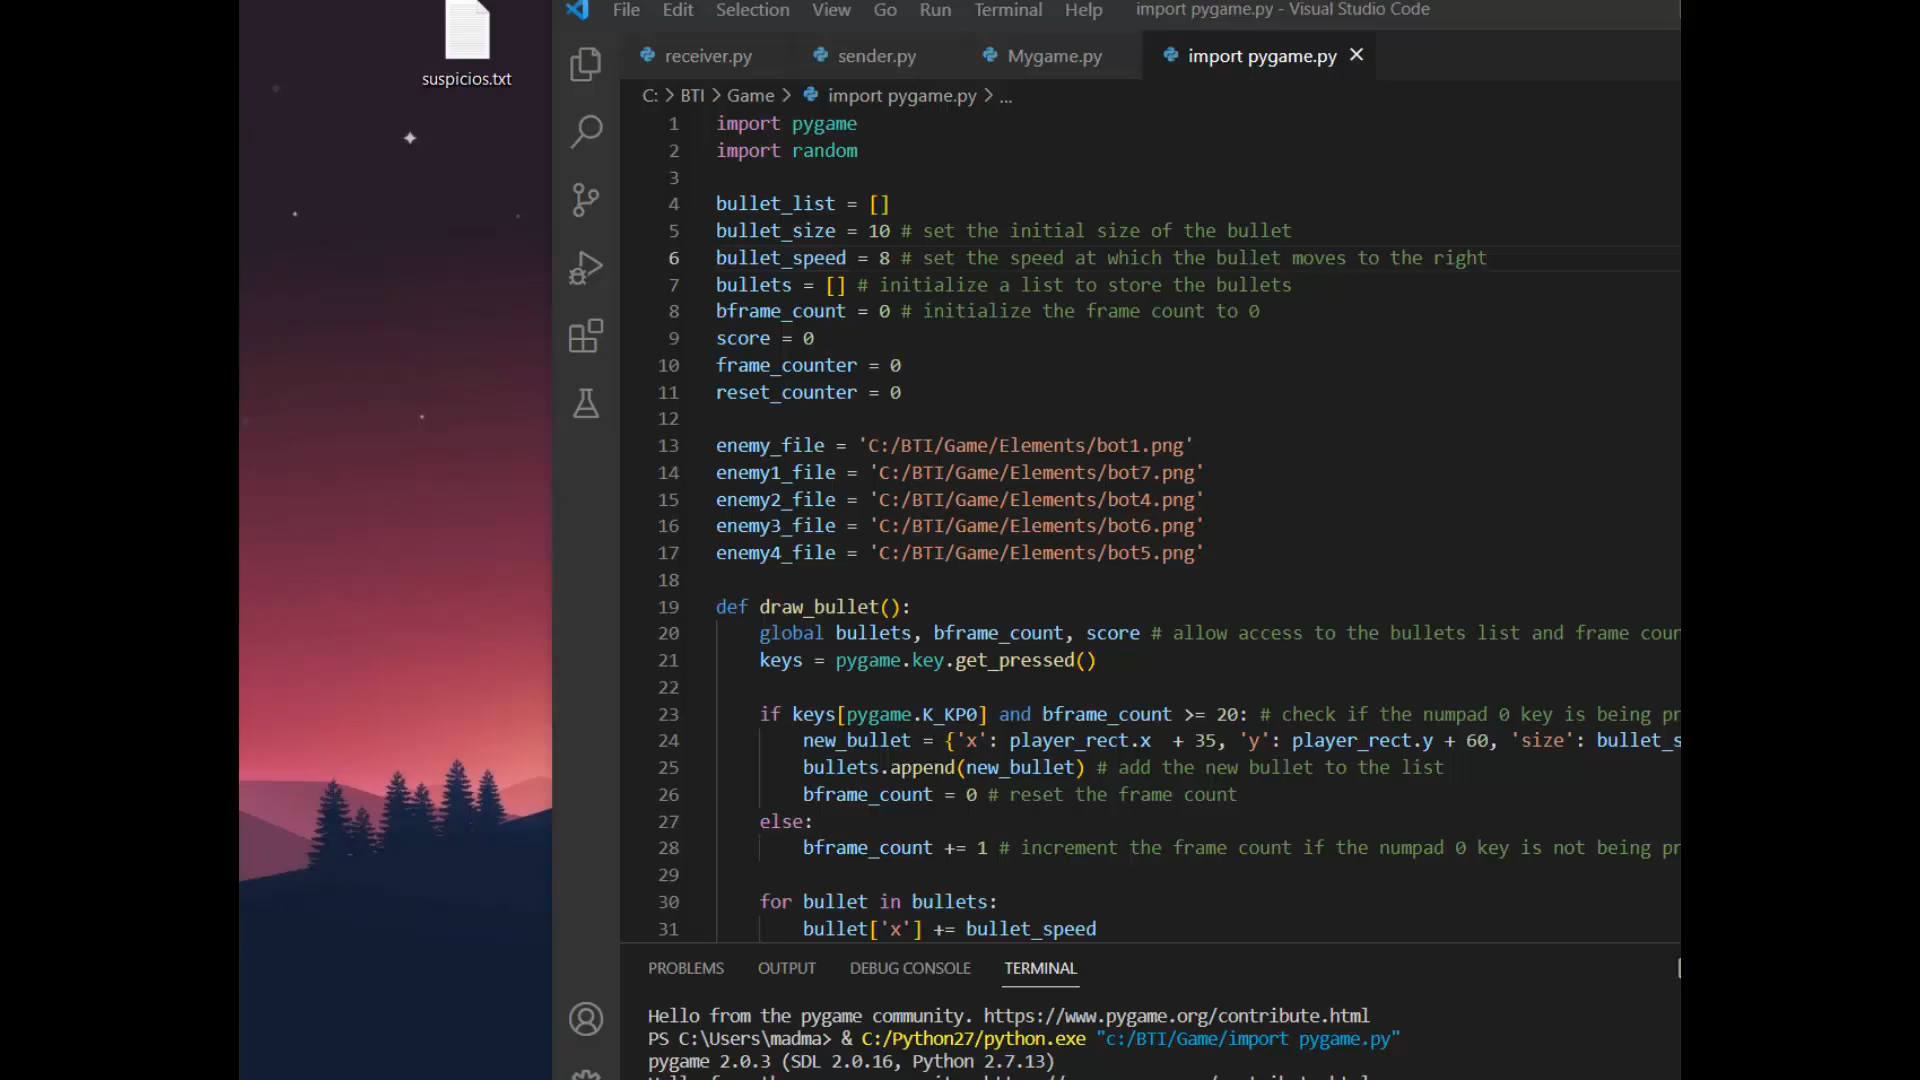 suspicios.txt
File Edit Selection View Go Run Terminal Help import pygame.py - Visual Studio Code
receiver.py sender.py Mygame.py import pygame.py
C: > BTI > Game > import pygame.py > ...
1 import pygame
2 import random
3
4 bullet_list = []
5 bullet_size = 10 # set the initial size of the bullet
6 bullet_speed = 8 # set the speed at which the bullet moves to the right
7 bullets = [] # initialize a list to store the bullets
8 bframe_count = 0 # initialize the frame count to 0
9 score = 0
10 frame_counter = 0
11 reset_counter = 0
12
13 enemy_file = 'C:/BTI/Game/Elements/bot1.png'
14 enemy1_file = 'C:/BTI/Game/Elements/bot7.png'
15 enemy2_file = 'C:/BTI/Game/Elements/bot4.png'
16 enemy3_file = 'C:/BTI/Game/Elements/bot6.png'
17 enemy4_file = 'C:/BTI/Game/Elements/bot5.png'
18
19 def draw_bullet():
20 global bullets, bframe_count, score # allow access to the bullets list and frame coun
21 keys = pygame.key.get_pressed()
22
23 if keys[pygame.K_KP0] and bframe_count >= 20: # check if the numpad 0 key is being pr
24 new_bullet = {'x': player_rect.x + 35, 'y': player_rect.y + 60, 'size': bullet_s
25 bullets.append(new_bullet) # add the new bullet to the list
26 bframe_count = 0 # reset the frame count
27 else:
28 bframe_count += 1 # increment the frame count if the numpad 0 key is not being pr
29
30 for bullet in bullets:
31 bullet['x'] += bullet_speed
PROBLEMS OUTPUT DEBUG CONSOLE TERMINAL
Hello from the pygame community. https://www.pygame.org/contribute.html
PS C:\Users\madma> & C:/Python27/python.exe "c:/BTI/Game/import pygame.py"
pygame 2.0.3 (SDL 2.0.16, Python 2.7.13)